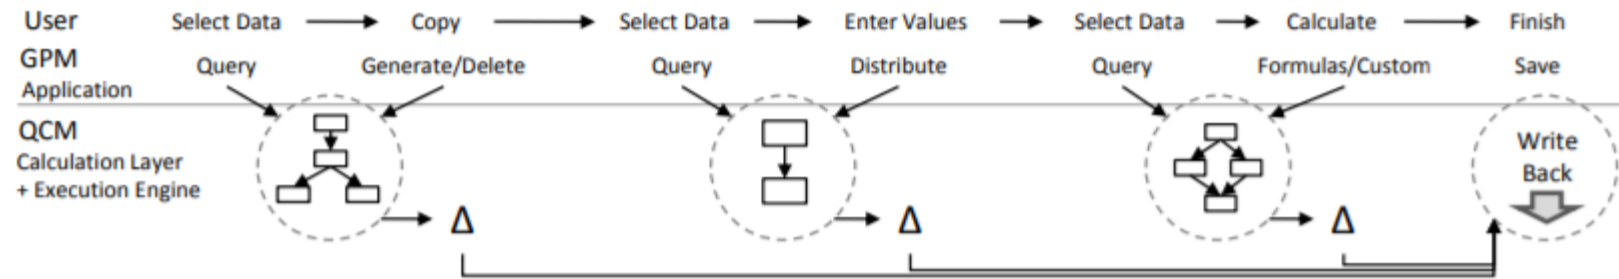 User Select Data Copy Select Data Enter Values Select Data Calculate Finish
GPM
Application
Query Generate/Delete Query Distribute Query Formulas/Custom Save
QCM
Calculation Layer
+ Execution Engine
Write
Back
Δ Δ Δ